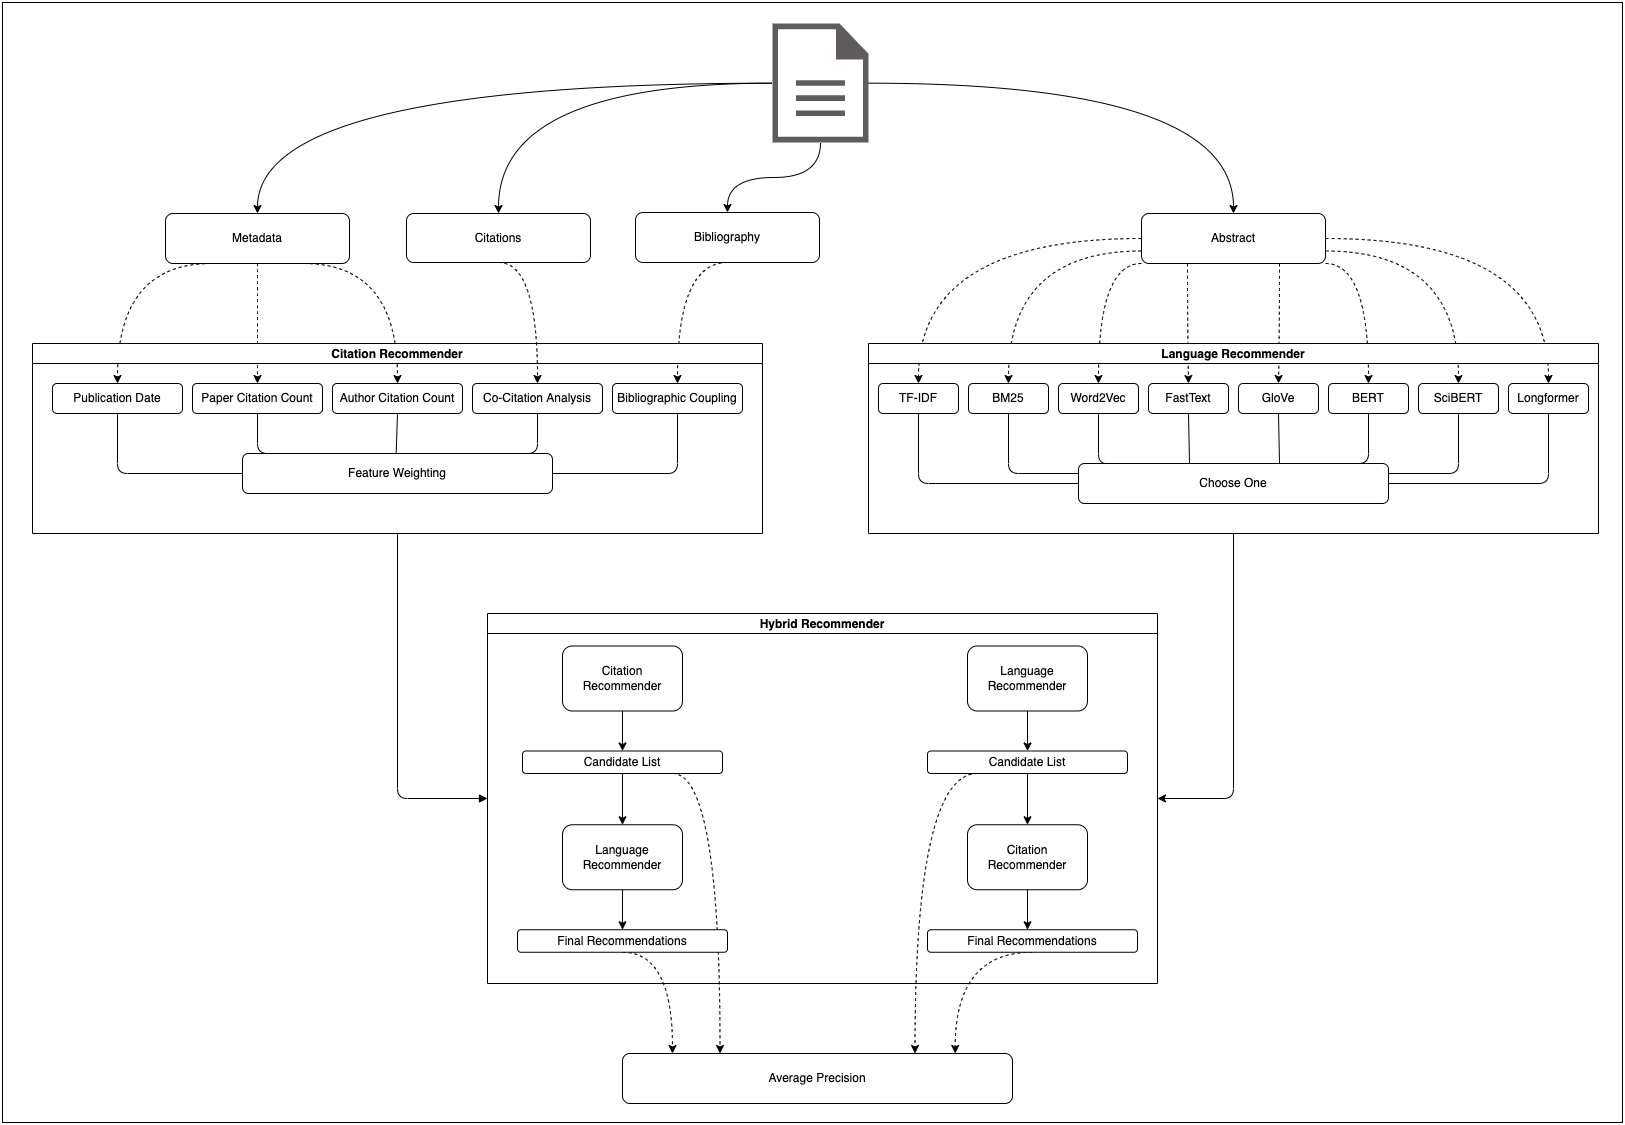 Metadata
Citations
Bibliography
Abstract
Citation Recommender
Publication Date
Paper Citation Count
Author Citation Count
Co-Citation Analysis
Bibliographic Coupling
Feature Weighting
Language Recommender
TF-IDF
BM25
Word2Vec
FastText
GloVe
BERT
SciBERT
Longformer
Choose One
Hybrid Recommender
Citation
Recommender
Candidate List
Language
Recommender
Final Recommendations
Language
Recommender
Candidate List
Citation
Recommender
Final Recommendations
Average Precision